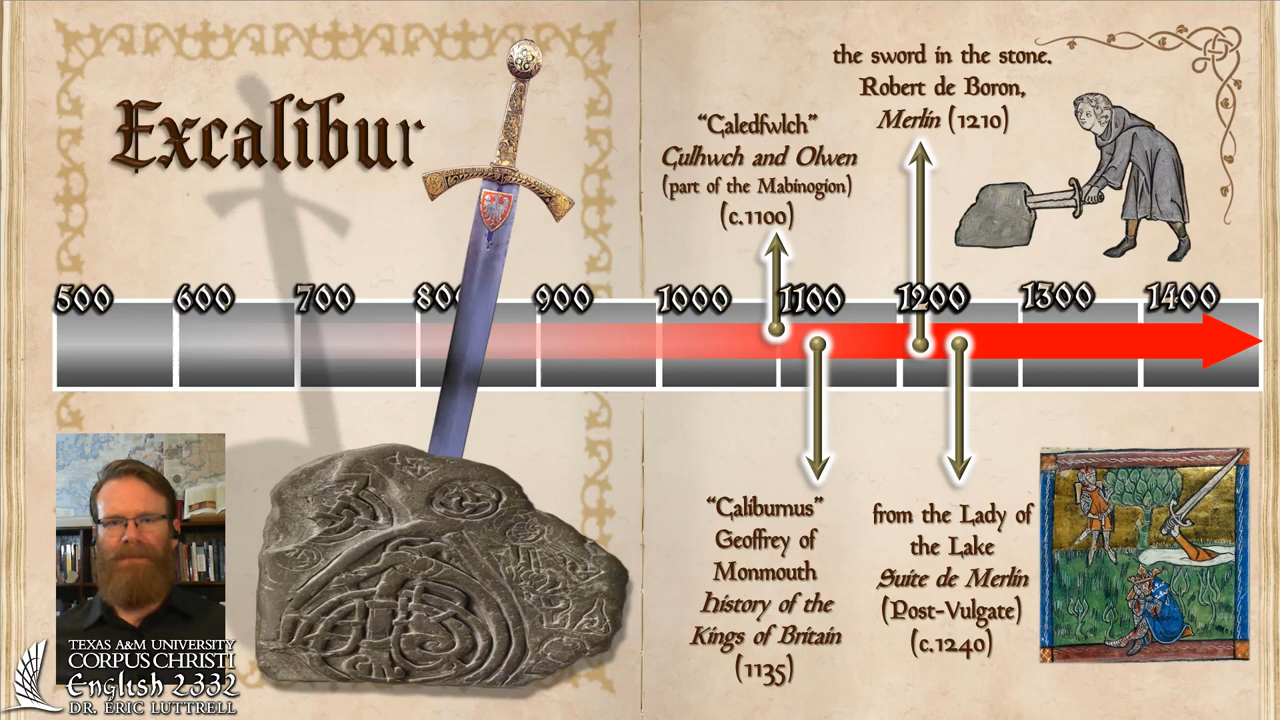 Excalibur
the sword in the stone.
Robert de Boron,
Merlin (1210)
“Caledfwlch”
Culhwch and Olwen
(part of the Mabinogion)
(c.1100)
500 600 700 800 900 1000 1100 1200 1300 1400
“Caliburnus”
Geoffrey of
Monmouth
History of the
Kings of Britain
(1135)
from the Lady of
the Lake
Suite de Merlin
(Post-Vulgate)
(c.1240)
TEXAS A&M UNIVERSITY
CORPUS CHRISTI
English 2332
DR. ERIC LUTTRELL